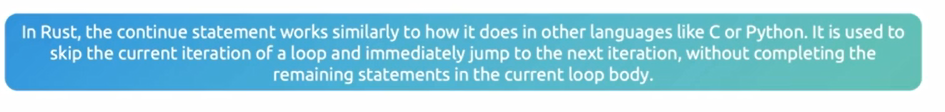 In Rust, the continue statement works similarly to how it does in other languages like C or Python. It is used to
skip the current iteration of a loop and immediately jump to the next iteration, without completing the
remaining statements in the current loop body.